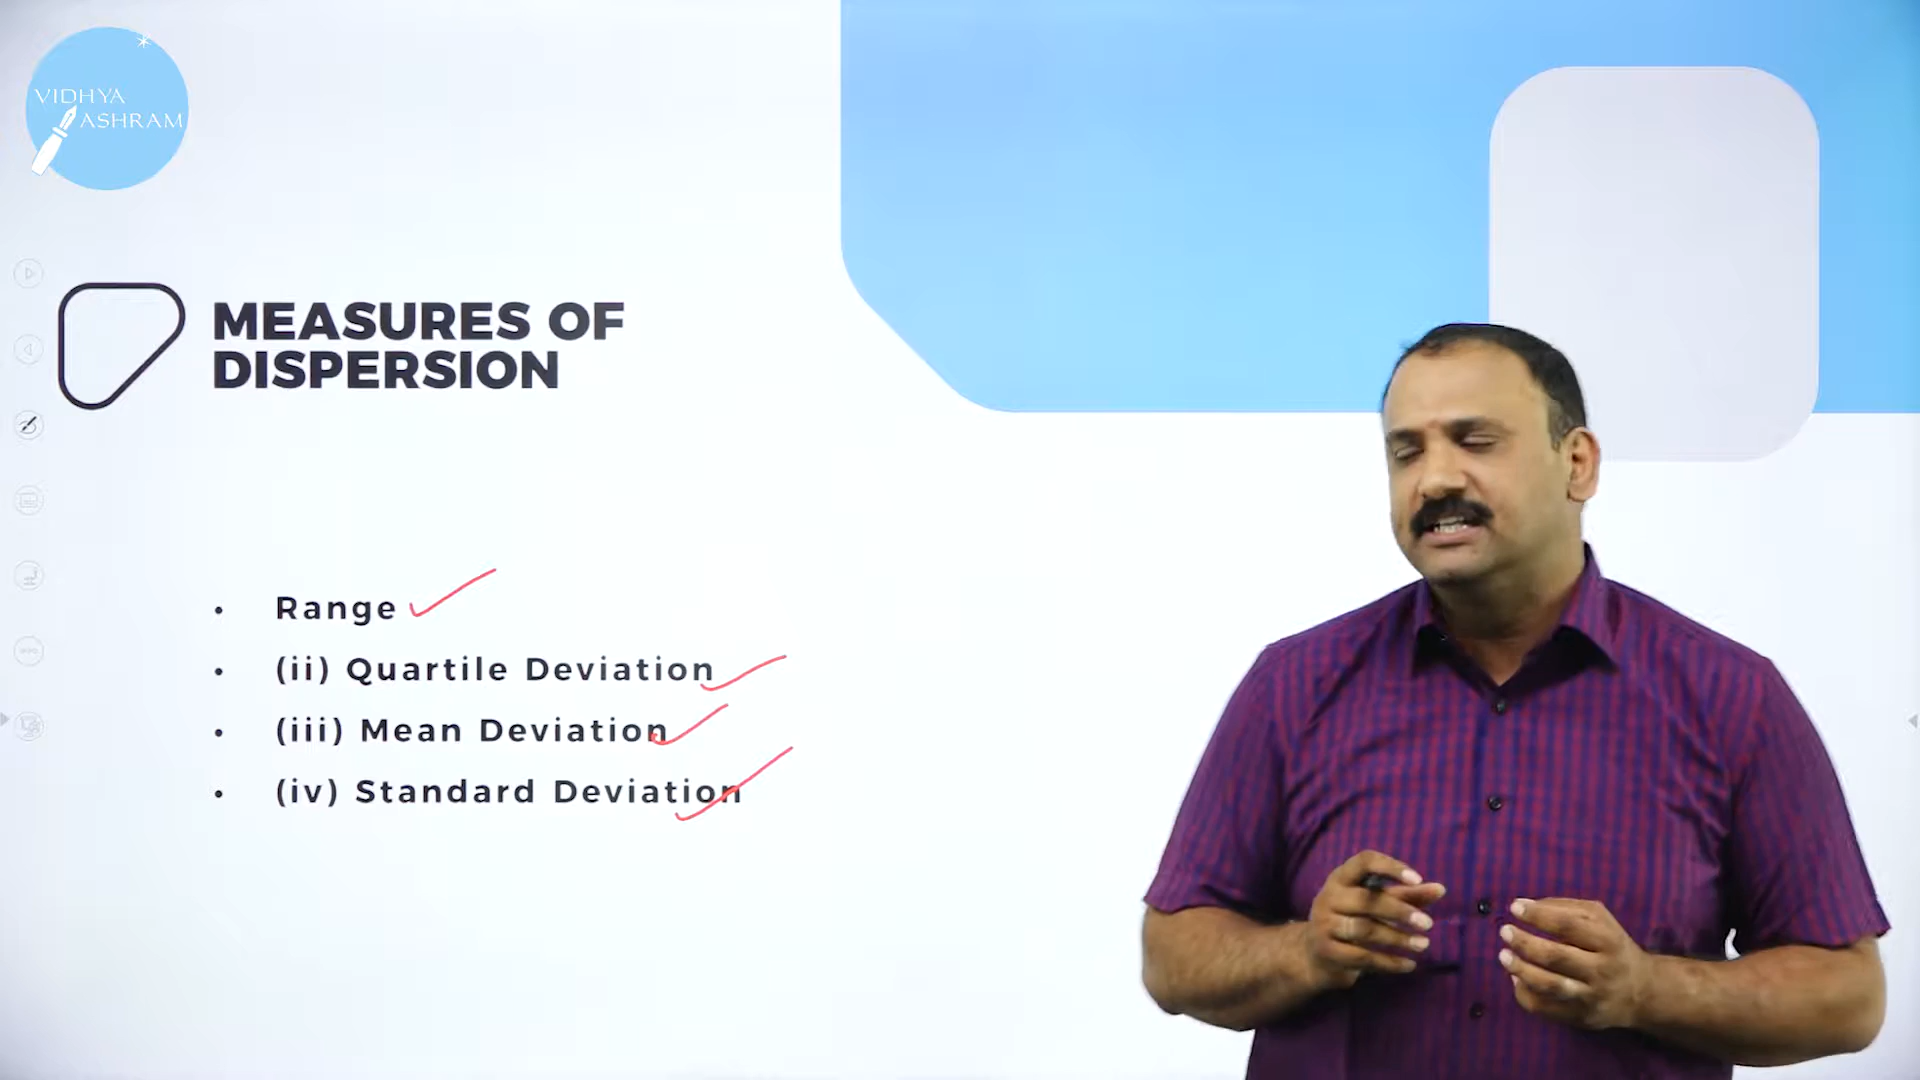 VIDHYA
ASHRAM
MEASURES OF
DISPERSION
• Range
• (ii) Quartile Deviation
• (iii) Mean Deviation
• (iv) Standard Deviation